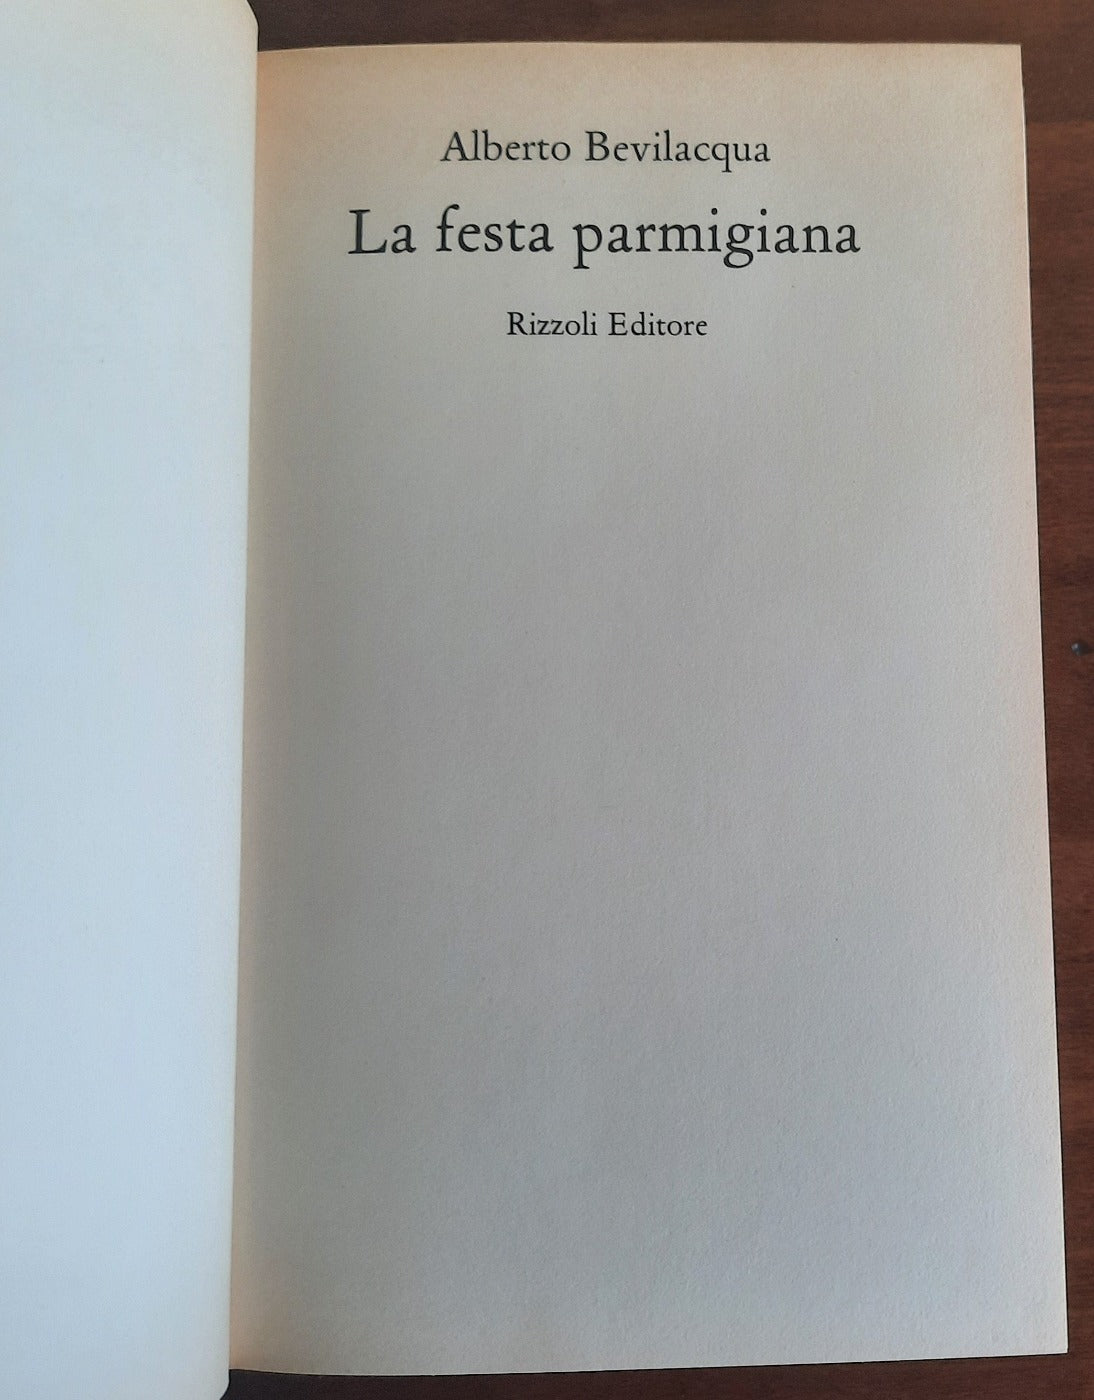 Alberto Bevilacqua
La festa parmigiana
Rizzoli Editore